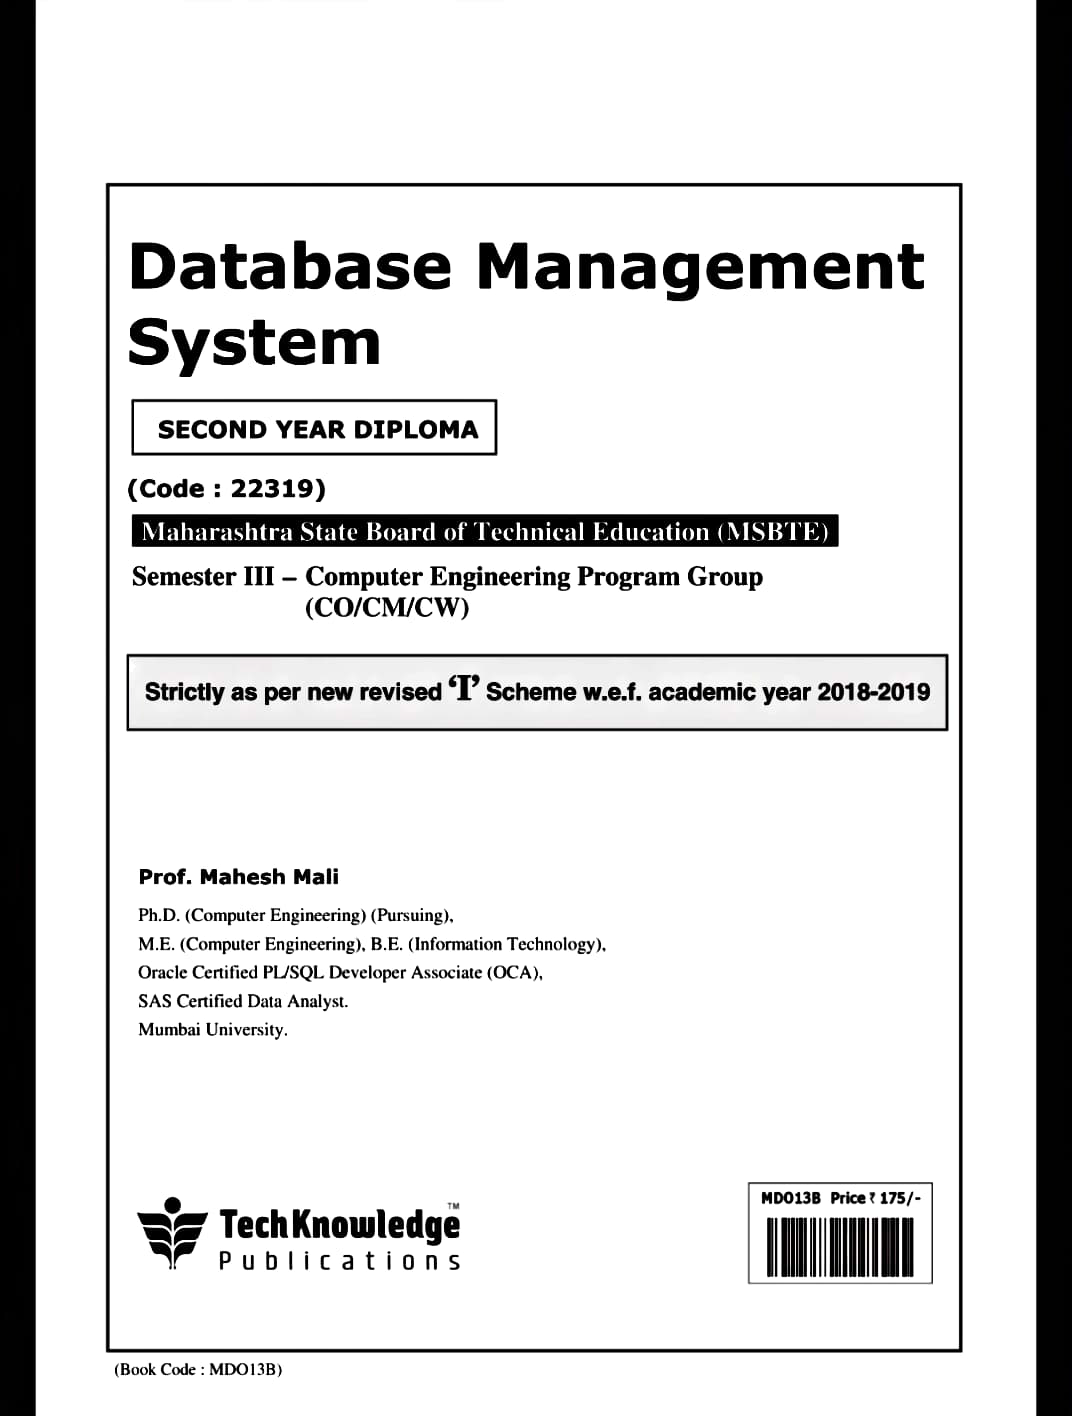 Database Management
System
SECOND YEAR DIPLOMA
(Code : 22319)
Maharashtra State Board of Technical Education (MSBTE)
Semester III – Computer Engineering Program Group
(CO/CM/CW)
Strictly as per new revised ‘I’ Scheme w.e.f. academic year 2018-2019
Prof. Mahesh Mali
Ph.D. (Computer Engineering) (Pursuing),
M.E. (Computer Engineering), B.E. (Information Technology),
Oracle Certified PL/SQL Developer Associate (OCA),
SAS Certified Data Analyst.
Mumbai University.
TechKnowledge™
Publications
MDO13B Price ₹ 175/-
(Book Code : MDO13B)